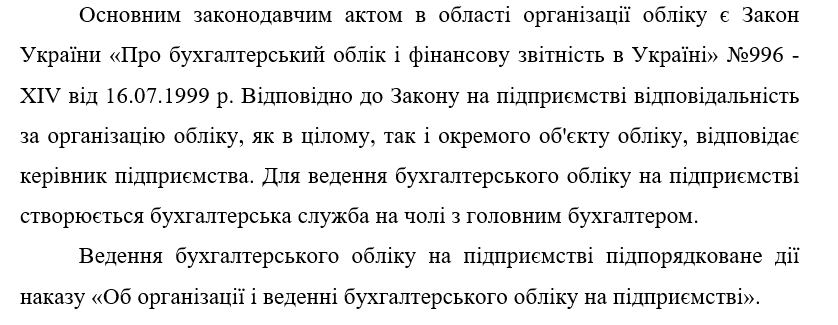 Основним законодавчим актом в області організації обліку є Закон
України «Про бухгалтерський облік і фінансову звітність в Україні» №996 -
XIV від 16.07.1999 р. Відповідно до Закону на підприємстві відповідальність
за організацію обліку, як в цілому, так і окремого об'єкту обліку, відповідає
керівник підприємства. Для ведення бухгалтерського обліку на підприємстві
створюється бухгалтерська служба на чолі з головним бухгалтером.
Ведення бухгалтерського обліку на підприємстві підпорядковане дії
наказу «Об організації і веденні бухгалтерського обліку на підприємстві».